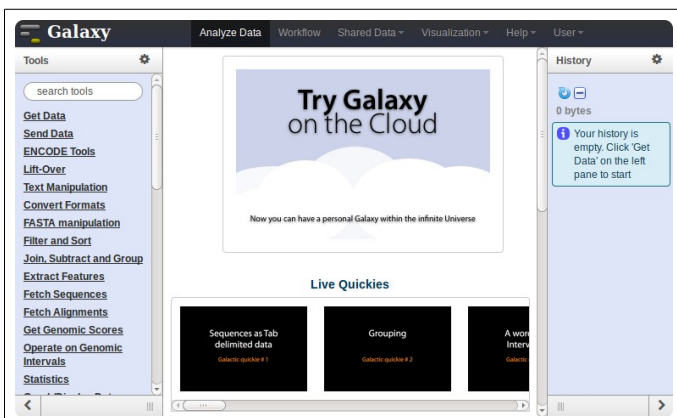 Galaxy
Analyze Data Workflow Shared Data Visualization Help User
Tools
search tools
Get Data
Send Data
ENCODE Tools
Lift-Over
Text Manipulation
Convert Formats
FASTA manipulation
Filter and Sort
Join, Subtract and Group
Extract Features
Fetch Sequences
Fetch Alignments
Get Genomic Scores
Operate on Genomic
Intervals
Statistics
Try Galaxy
on the Cloud
Now you can have a personal Galaxy within the infinite Universe
Live Quickies
Sequences as Tab
delimited data
Galactic quickie # 1
Grouping
Galactic quickie # 2
A wor
Interv
Galactic
History
0 bytes
Your history is
empty. Click 'Get
Data' on the left
pane to start